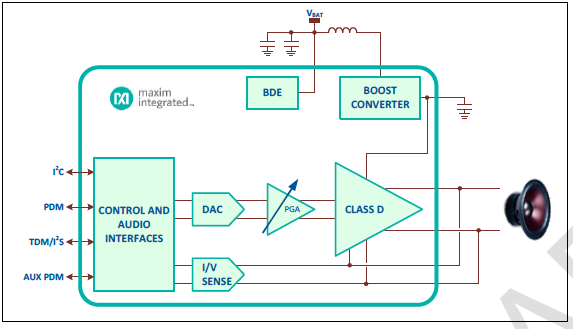 VBAT
maxim
integrated™
BDE
BOOST
CONVERTER
I²C
PDM
TDM/I²S
AUX PDM
CONTROL AND
AUDIO
INTERFACES
DAC
PGA
CLASS D
I/V
SENSE